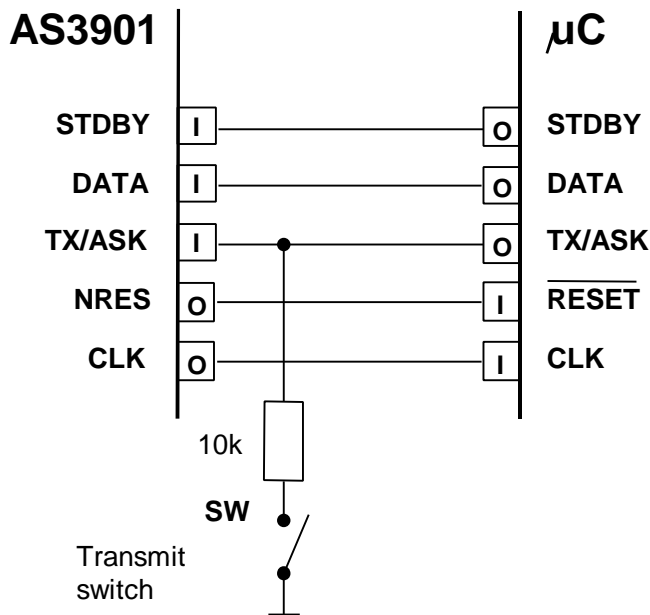 AS3901 µC
STDBY I O STDBY
DATA I O DATA
TX/ASK I O TX/ASK
NRES O I RESET
CLK O I CLK
10k
SW
Transmit
switch